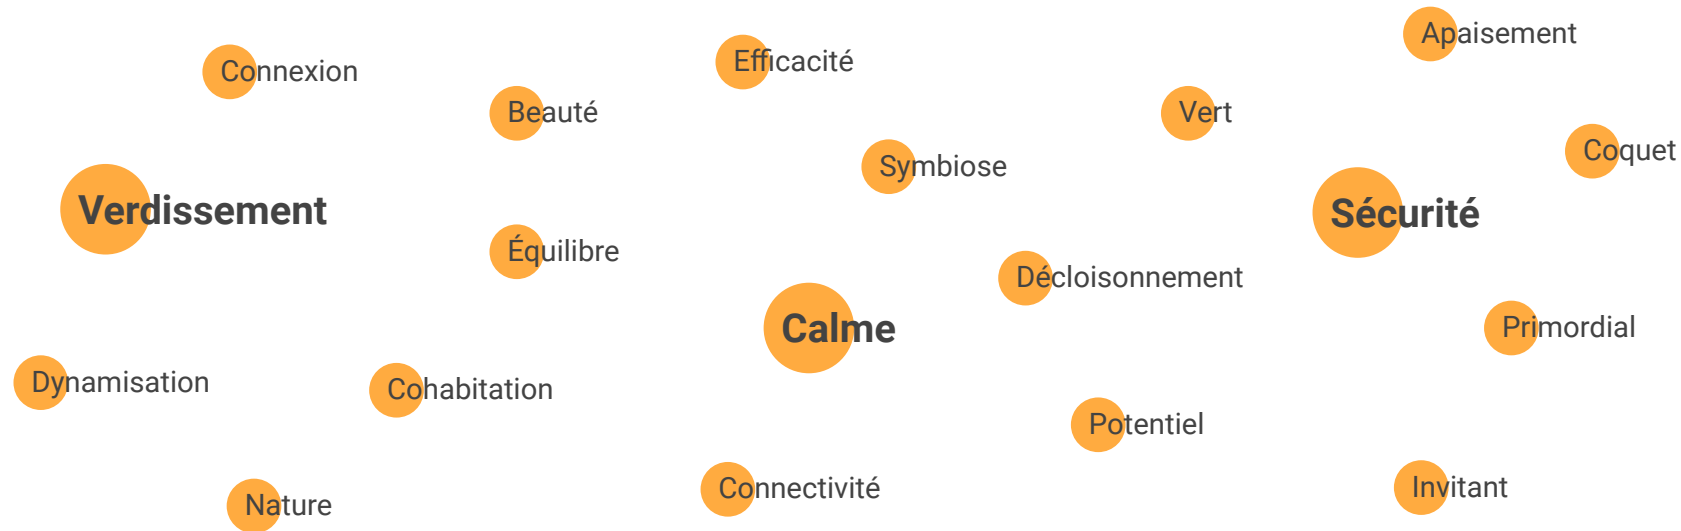 Apaisement
Efficacité
Connexion
Beauté
Vert
Coquet
Symbiose
Verdissement
Sécurité
Équilibre
Décloisonnement
Calme
Primordial
Dynamisation
Cohabitation
Potentiel
Connectivité
Invitant
Nature